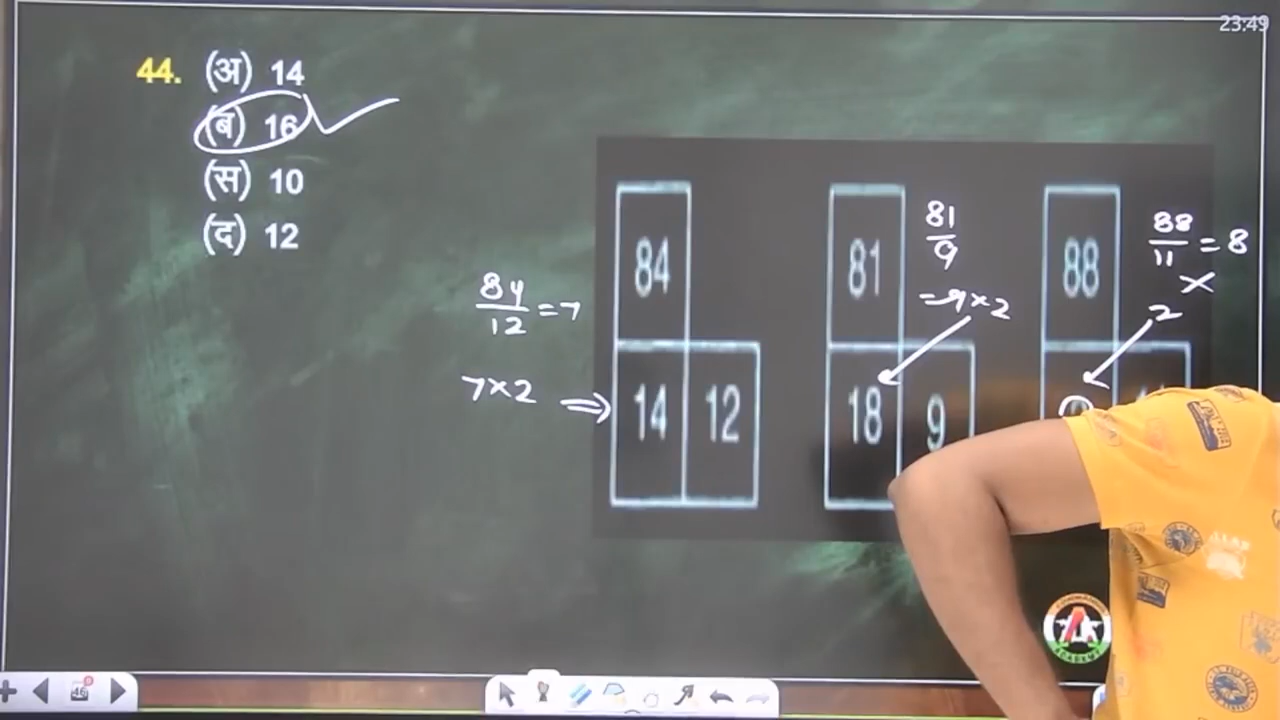 23:49
44. (अ) 14
(ब) 16
(स) 10
(द) 12
84
14 12
84/12 = 7
7×2 ⇒
81
18 9
81/9
=9×2
88
88/11 = 8
×
2
ACADEMY